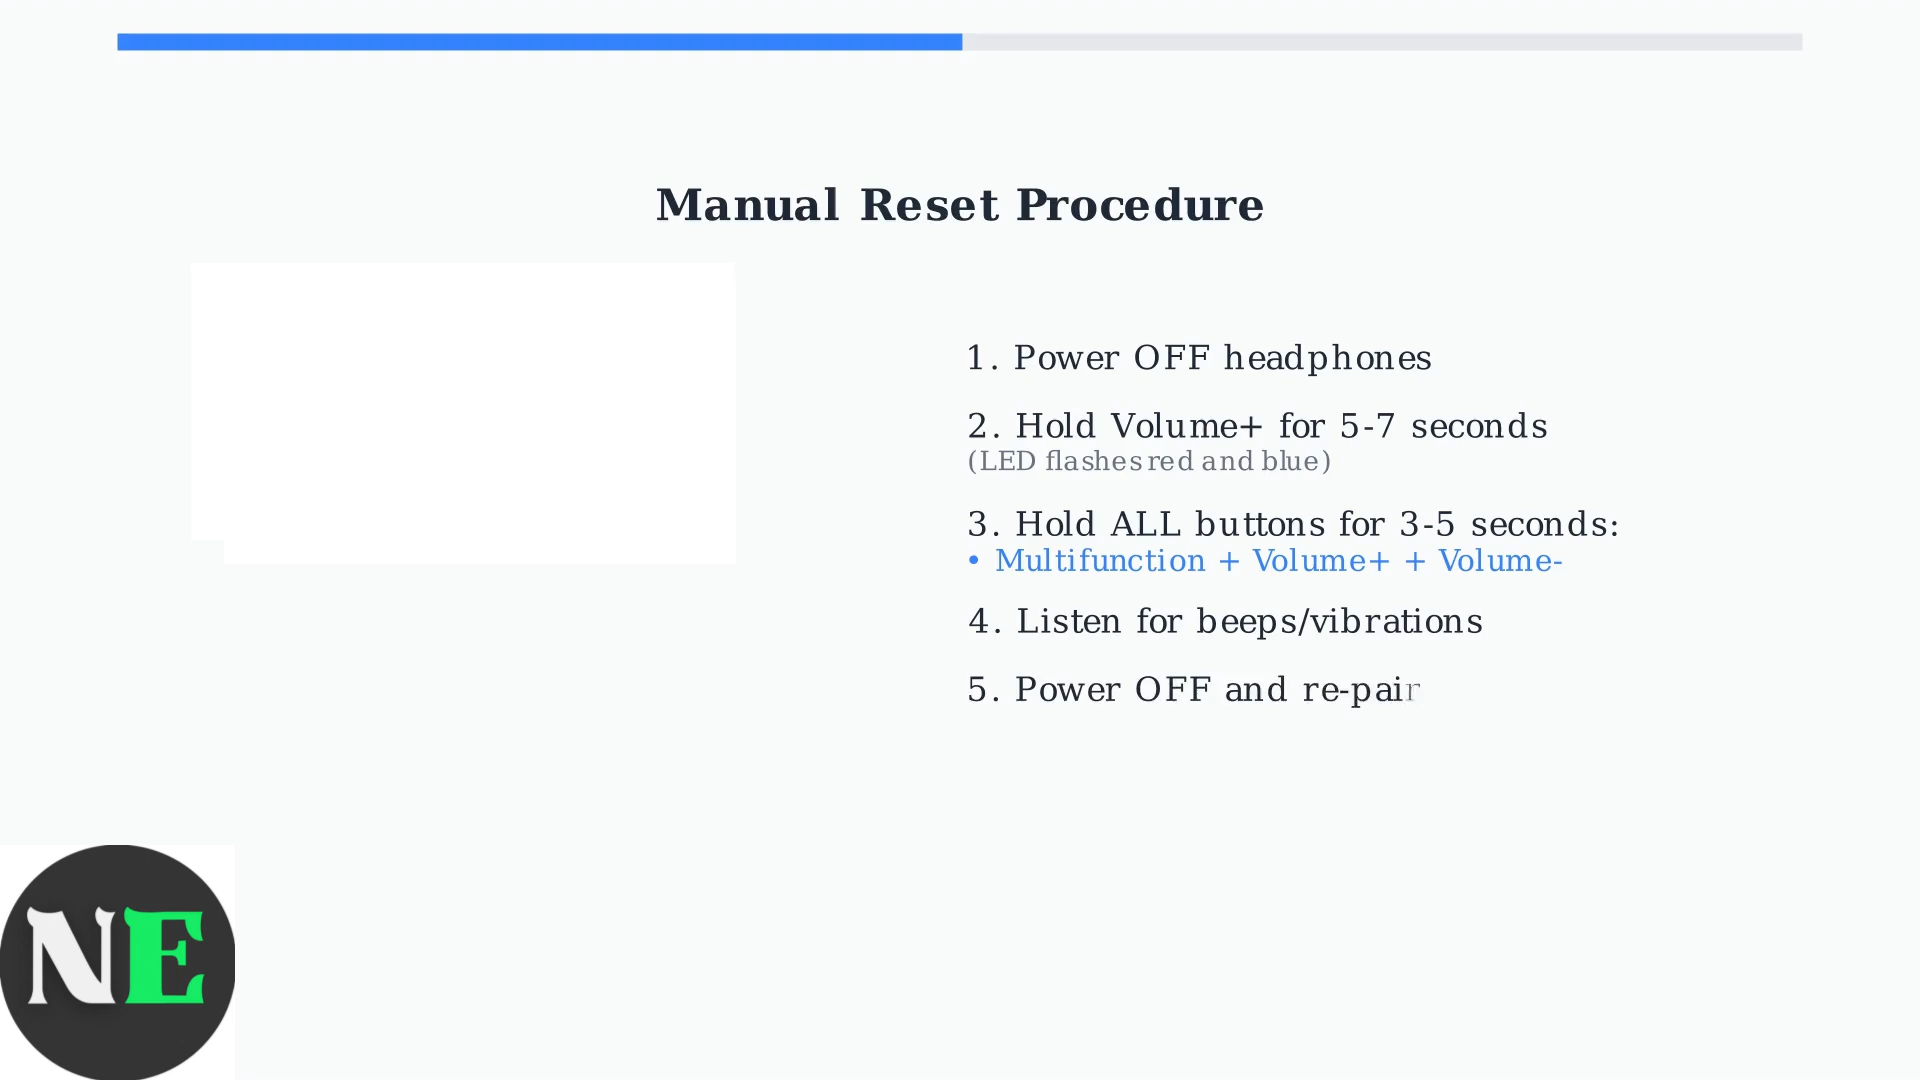 Manual Reset Procedure
1. Power OFF headphones
2. Hold Volume+ for 5-7 seconds
(LED flashes red and blue)
3. Hold ALL buttons for 3-5 seconds:
• Multifunction + Volume+ + Volume-
4. Listen for beeps/vibrations
5. Power OFF and re-pair
NE